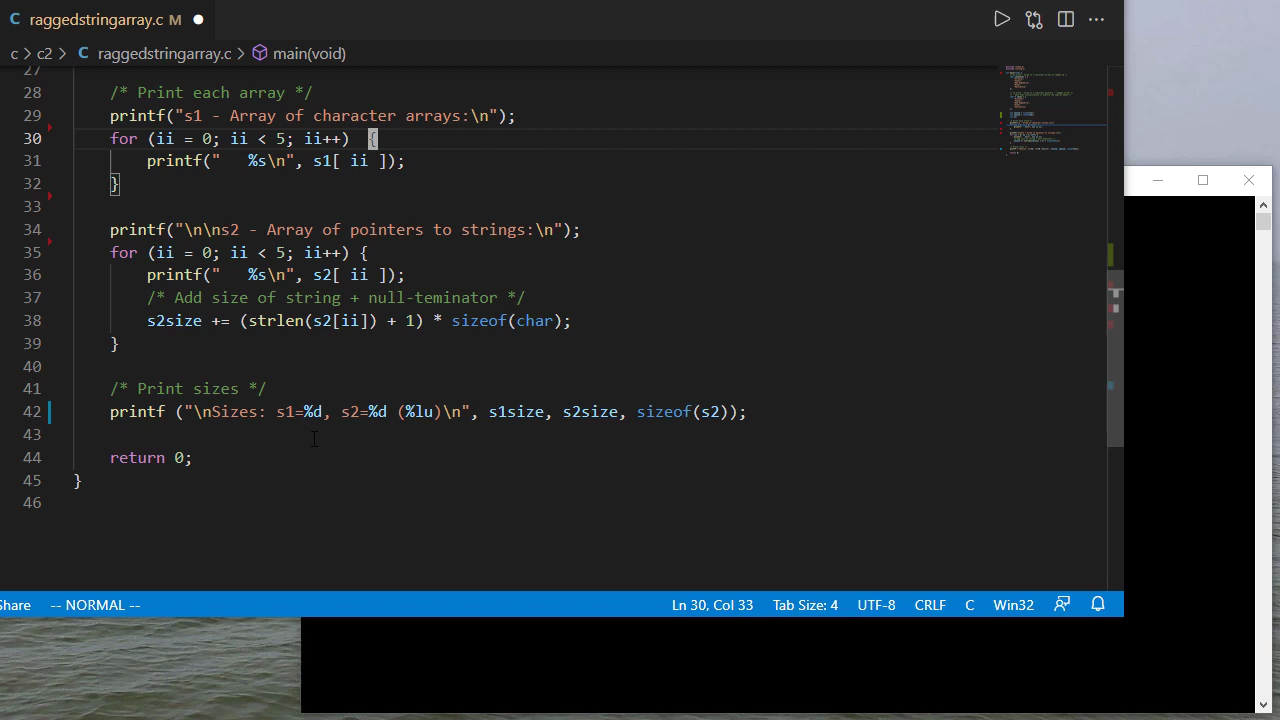 C raggedstringarray.c M
c > c2 > C raggedstringarray.c > main(void)
27
28 /* Print each array */
29 printf("s1 - Array of character arrays:\n");
30 for (ii = 0; ii < 5; ii++) {
31 printf("   %s\n", s1[ ii ]);
32 }
33
34 printf("\n\ns2 - Array of pointers to strings:\n");
35 for (ii = 0; ii < 5; ii++) {
36 printf("   %s\n", s2[ ii ]);
37 /* Add size of string + null-teminator */
38 s2size += (strlen(s2[ii]) + 1) * sizeof(char);
39 }
40
41 /* Print sizes */
42 printf ("\nSizes: s1=%d, s2=%d (%lu)\n", s1size, s2size, sizeof(s2));
43
44 return 0;
45 }
46
Share -- NORMAL -- Ln 30, Col 33 Tab Size: 4 UTF-8 CRLF C Win32